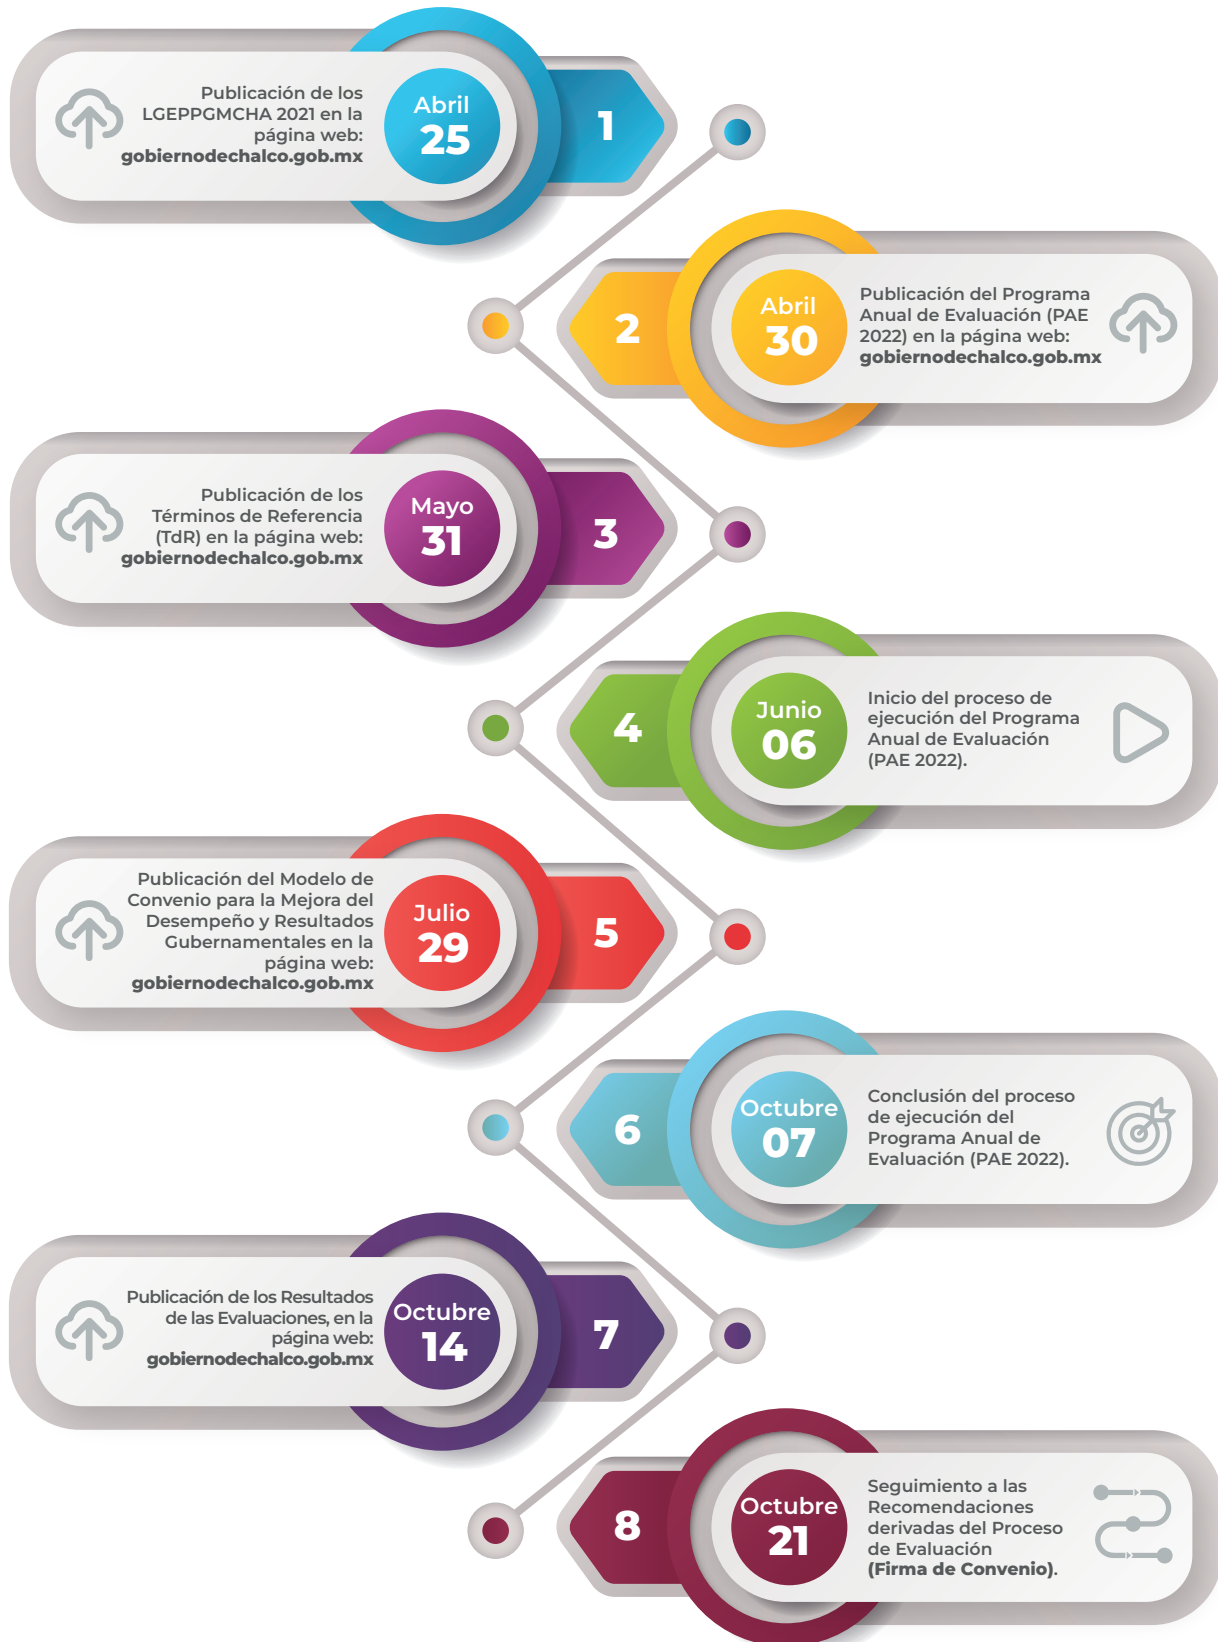 Publicación de los
LGEPPGMCHA 2021 en la
página web:
gobiernodechalco.gob.mx
Abril
25
1
2
Abril
30
Publicación del Programa
Anual de Evaluación (PAE
2022) en la página web:
gobiernodechalco.gob.mx
Publicación de los
Términos de Referencia
(TdR) en la página web:
gobiernodechalco.gob.mx
Mayo
31
3
4
Junio
06
Inicio del proceso de
ejecución del Programa
Anual de Evaluación
(PAE 2022).
Publicación del Modelo de
Convenio para la Mejora del
Desempeño y Resultados
Gubernamentales en la
página web:
gobiernodechalco.gob.mx
Julio
29
5
6
Octubre
07
Conclusión del proceso
de ejecución del
Programa Anual de
Evaluación (PAE 2022).
Publicación de los Resultados
de las Evaluaciones, en la
página web:
gobiernodechalco.gob.mx
Octubre
14
7
8
Octubre
21
Seguimiento a las
Recomendaciones
derivadas del Proceso
de Evaluación
(Firma de Convenio).